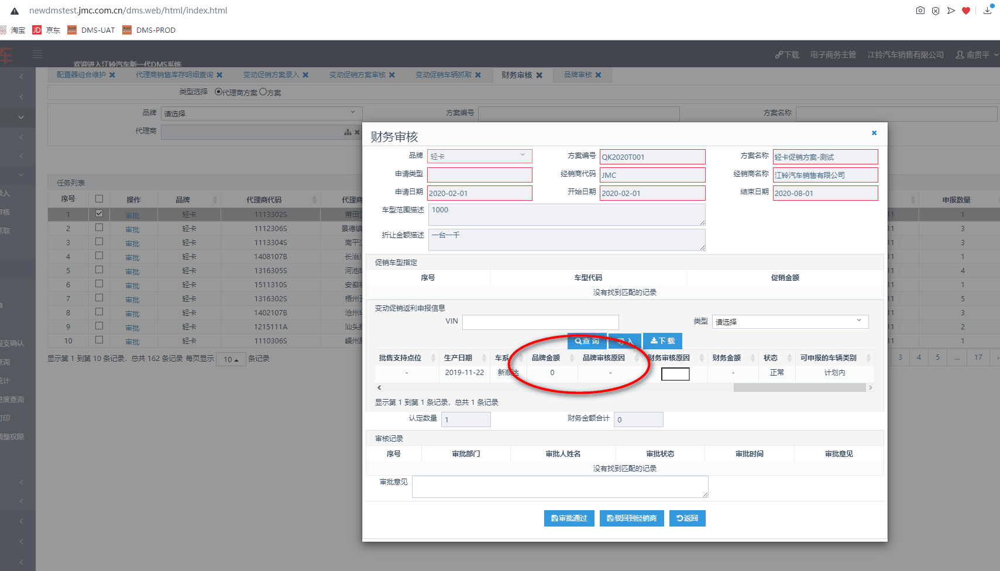 newdmstest.jmc.com.cn/dms.web/html/index.html
淘宝 JD 京东 DMS-UAT DMS-PROD
车 欢迎进入江铃汽车新一代DMS系统 下载 电子商务主管 江铃汽车销售有限公司 俞贵平
配置器组合维护 代理商销售库存明细查询 变动促销方案录入 变动促销方案审核 变动促销车辆抓取 财务审核 品牌审核
类型选择 代理商方案 方案
品牌 请选择 方案编号 方案名称
代理商
财务审核
品牌 轻卡 方案编号 QK2020T001 方案名称 轻卡促销方案-测试
申请类型 经销商代码 JMC 经销商名称 江铃汽车销售有限公司
申请日期 2020-02-01 开始日期 2020-02-01 结束日期 2020-08-01
车型范围描述 1000
折让金额描述 一台一千
促销车型指定
序号 车型代码 促销金额
没有找到匹配的记录
变动促销返利申报信息
VIN 类型 请选择
查询 导入 下载
批售支持点位 生产日期 车系 品牌金额 品牌审核原因 财务审核原因 财务金额 状态 可申报的车辆类别
- 2019-11-22 新顺达 0 - - 正常 计划内
显示第 1 到第 1 条记录，总共 1 条记录
认定数量 1 财务金额合计 0
审核记录
序号 审批部门 审批人姓名 审批状态 审批时间 审批意见
没有找到匹配的记录
审批意见
审批通过 驳回到经销商 返回
任务列表
序号 操作 品牌 代理商代码 代理商 申报数量
1 审批 轻卡 1113302S 莆田 11 1
2 审批 轻卡 1112306S 景德镇 11 3
3 审批 轻卡 1113304S 南平 11 3
4 审批 轻卡 1408107B 长治 11 1
5 审批 轻卡 1316305S 河池 11 4
6 审批 轻卡 1511310S 安徽 11 1
7 审批 轻卡 1316302S 梧州 11 5
8 审批 轻卡 1402107B 沧州 11 3
9 审批 轻卡 1215111A 汕头 11 2
10 审批 轻卡 1110306S 嵊州 11 1
显示第 1 到第 10 条记录，总共 162 条记录 每页显示 10 条记录 3 4 5 ... 17
录入
审核
抓取
单
报支确认
查询
统计
进度查询
打印
调整权限